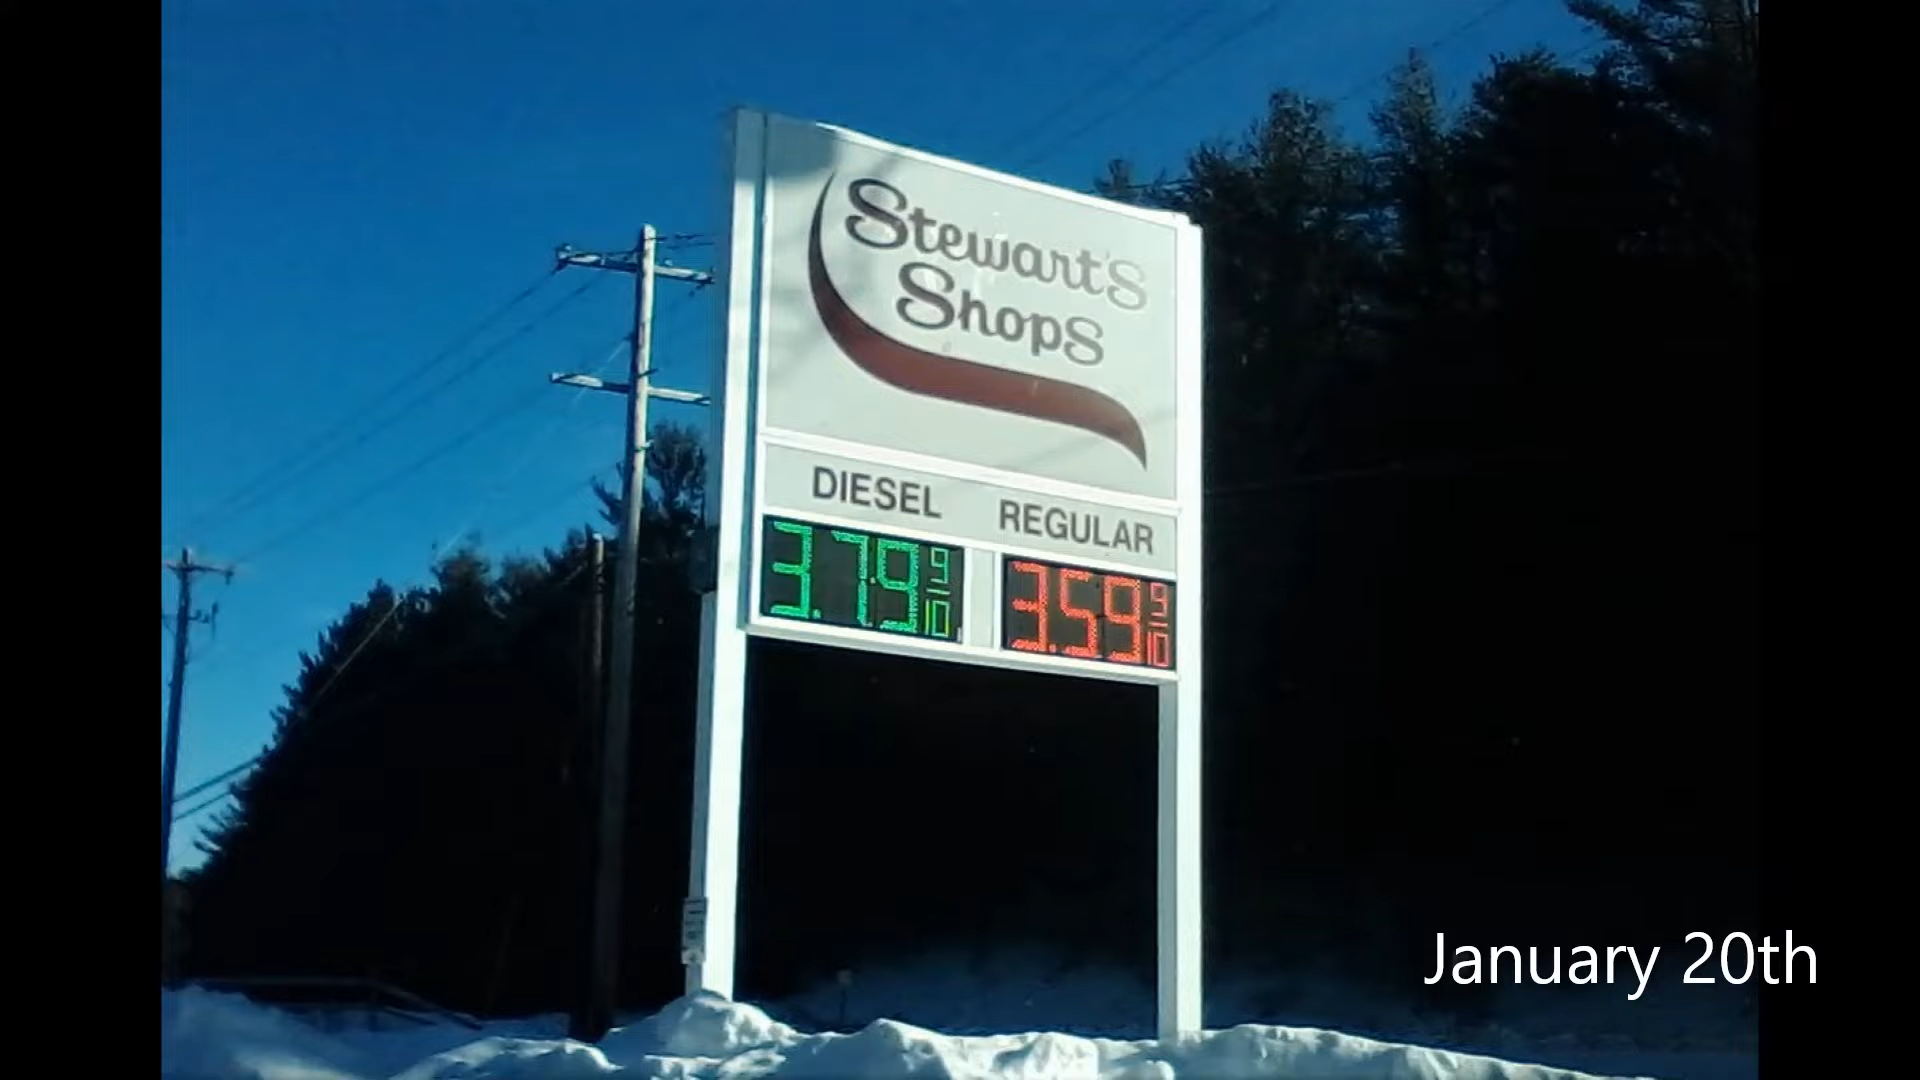 Stewart's
Shops
DIESEL REGULAR
3.79 9/10 3.59 9/10
January 20th